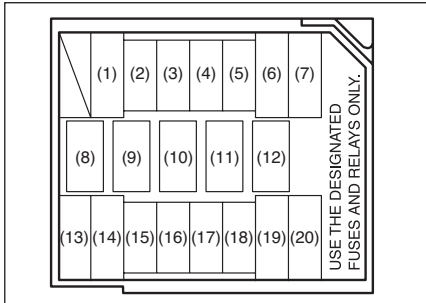 (1) (2) (3) (4) (5) (6) (7)
(8) (9) (10) (11) (12)
(13) (14) (15) (16) (17) (18) (19) (20)
USE THE DESIGNATED
FUSES AND RELAYS ONLY.